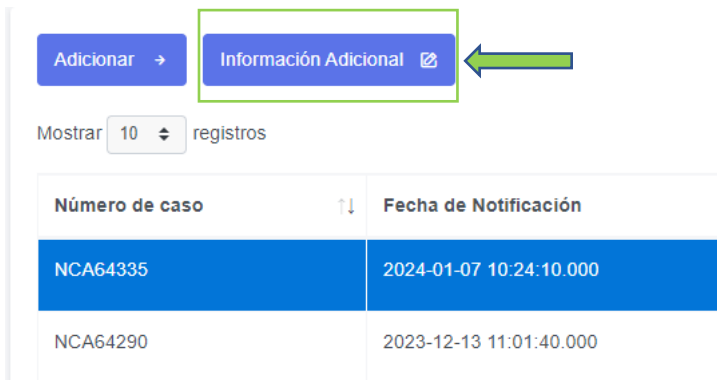 Adicionar → Información Adicional
Mostrar 10 registros
Número de caso Fecha de Notificación
NCA64335 2024-01-07 10:24:10.000
NCA64290 2023-12-13 11:01:40.000